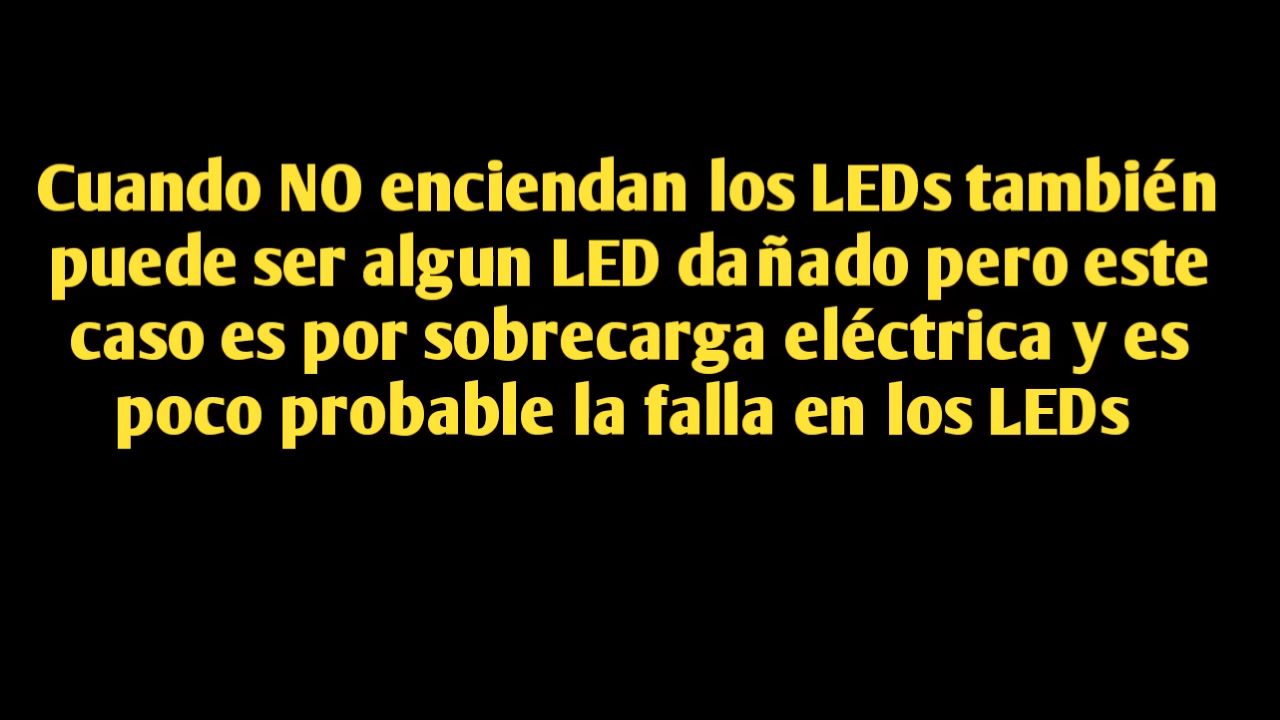 Cuando NO enciendan los LEDs también
puede ser algun LED dañado pero este
caso es por sobrecarga eléctrica y es
poco probable la falla en los LEDs